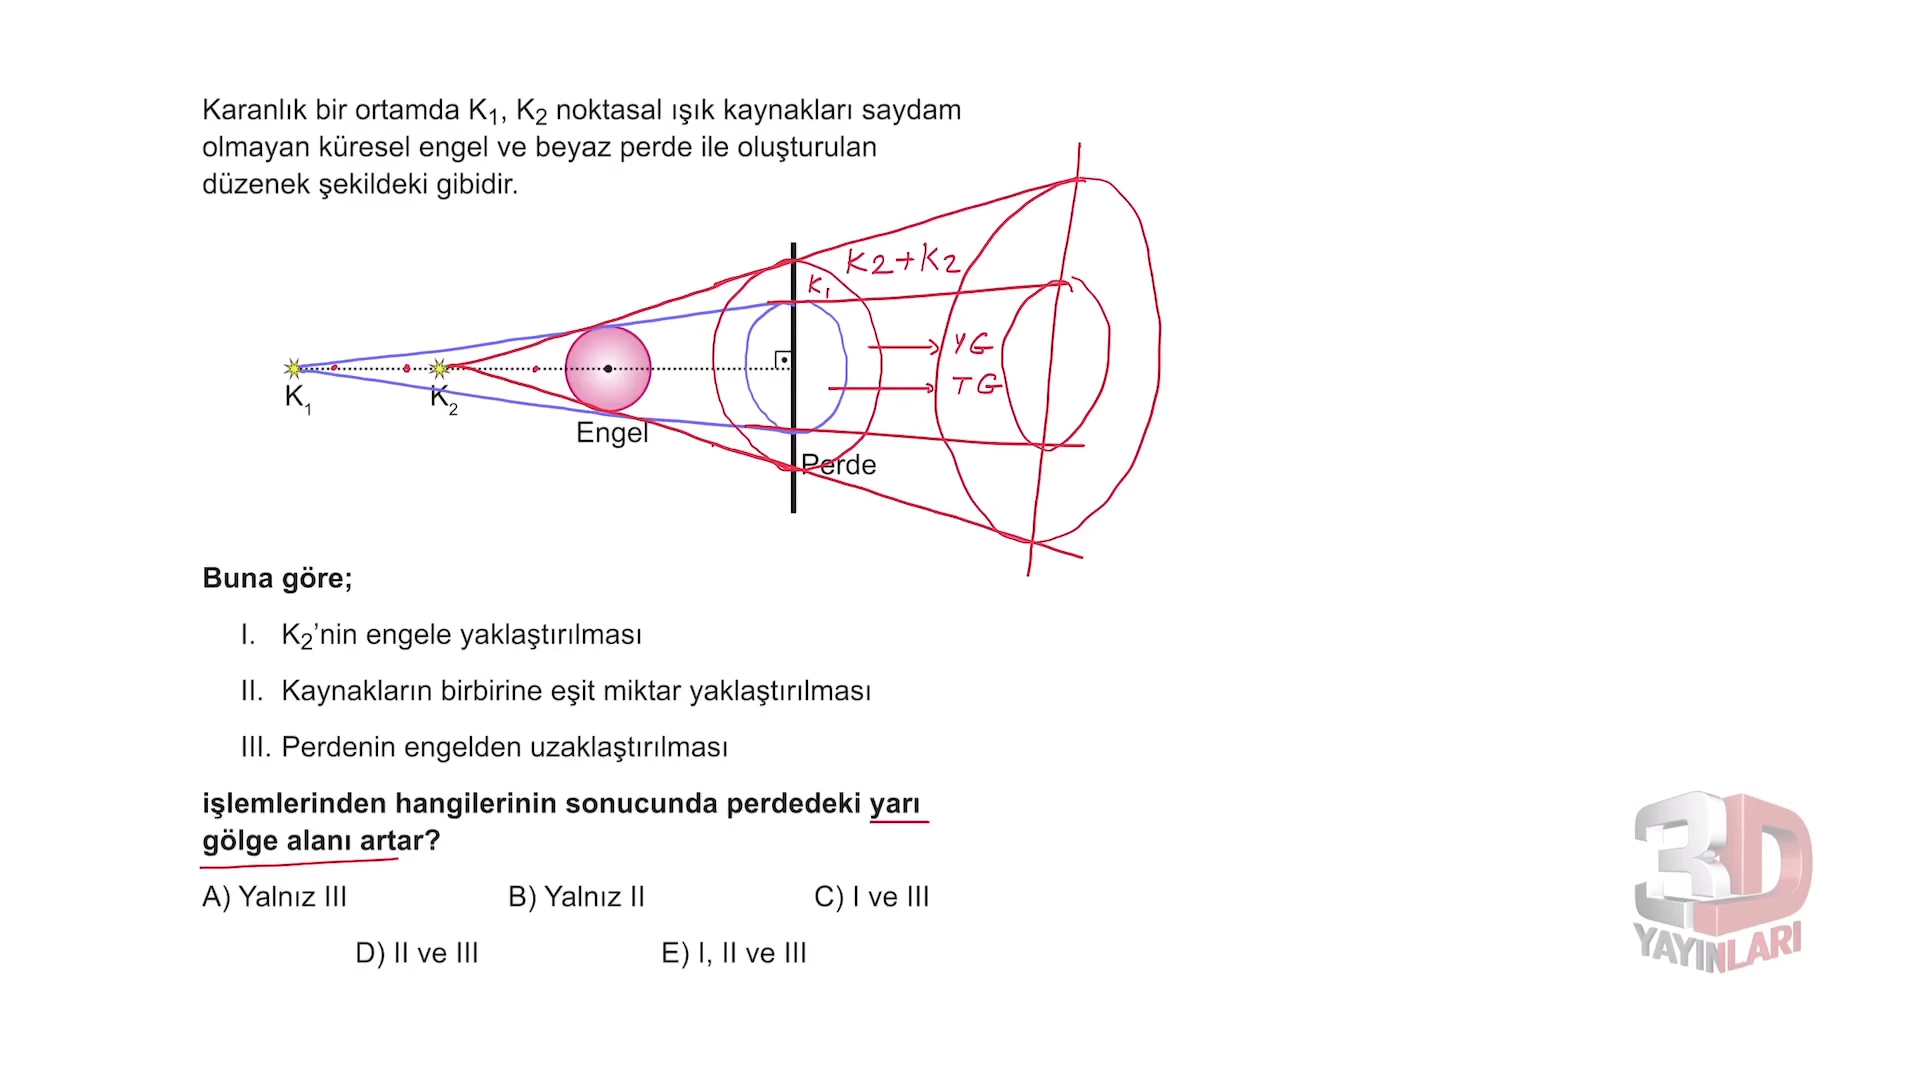 Karanlık bir ortamda K₁, K₂ noktasal ışık kaynakları saydam
olmayan küresel engel ve beyaz perde ile oluşturulan
düzenek şekildeki gibidir.
K2+K2
K₁
YG
TG
K₁
K₂
Engel
Perde
Buna göre;
I. K₂'nin engele yaklaştırılması
II. Kaynakların birbirine eşit miktar yaklaştırılması
III. Perdenin engelden uzaklaştırılması
işlemlerinden hangilerinin sonucunda perdedeki yarı
gölge alanı artar?
A) Yalnız III B) Yalnız II C) I ve III
D) II ve III E) I, II ve III
3D
YAYINLARI